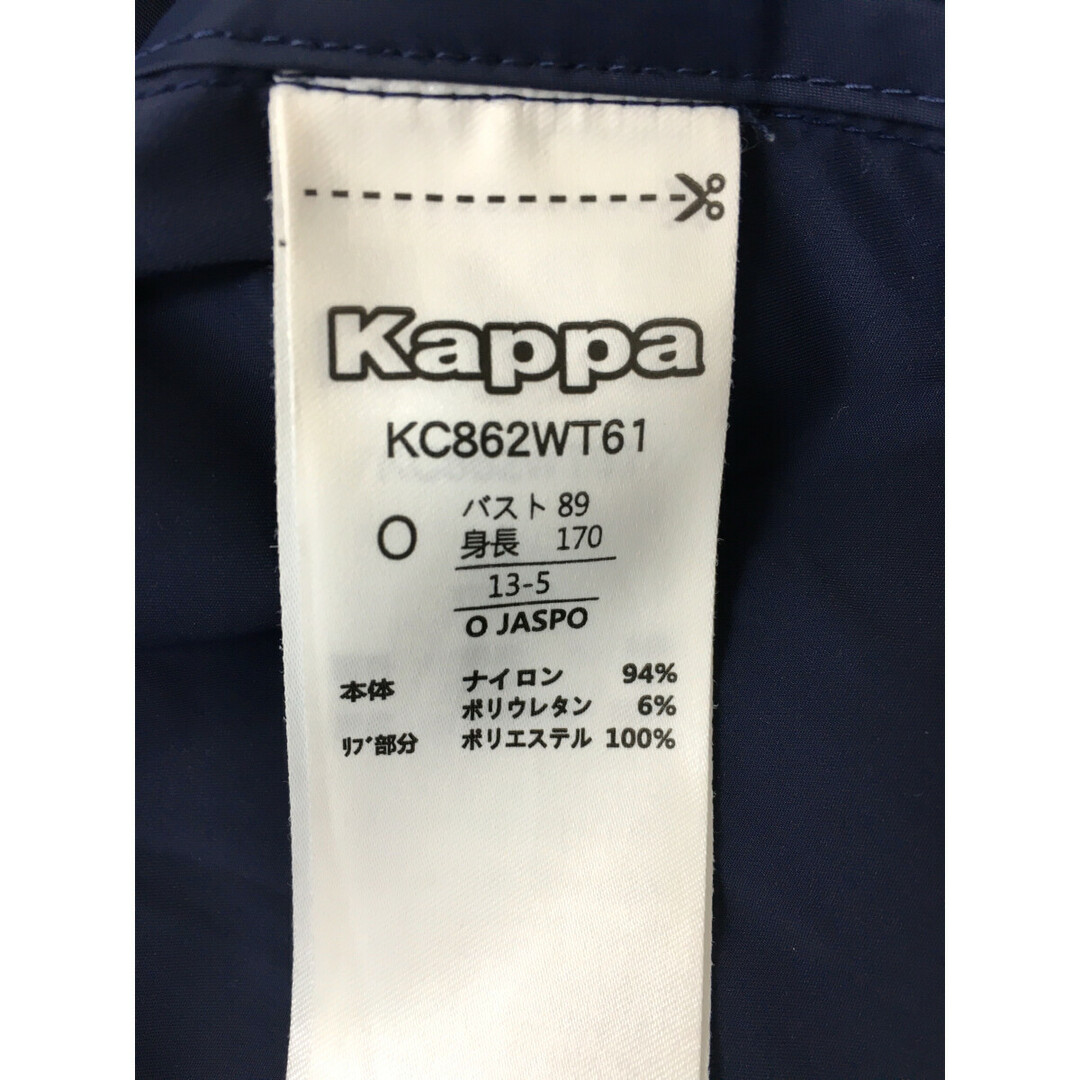 Kappa
KC862WT61
O
バスト 89
身長 170
13-5
O JASPO
本体 ナイロン 94%
ポリウレタン 6%
ﾘﾌﾞ部分 ポリエステル 100%